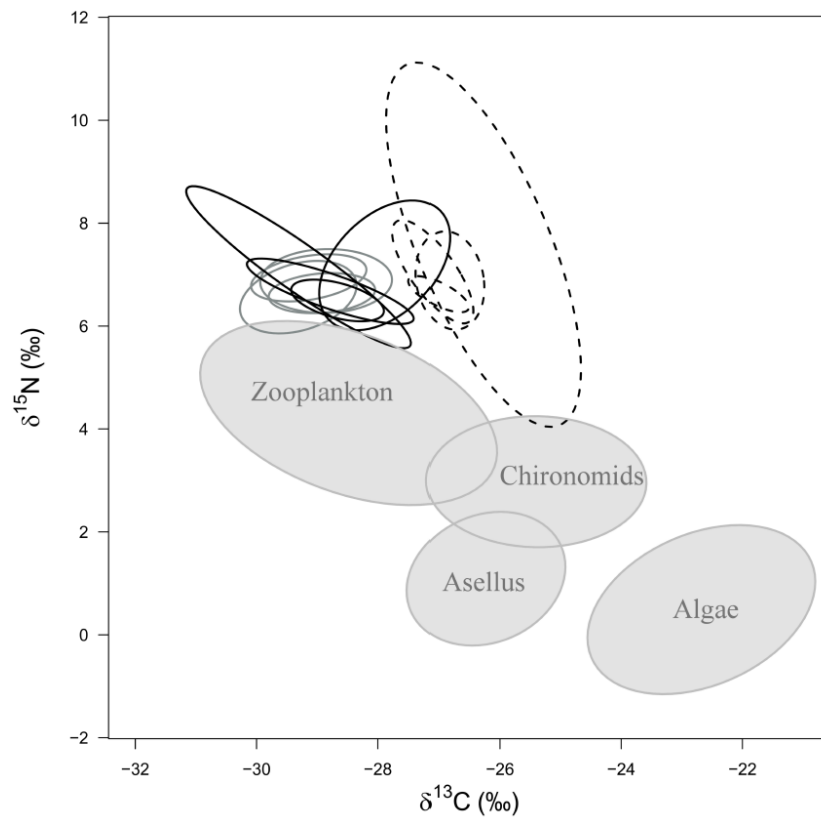 12
10
8
6
4
2
0
−2
δ15N (‰)
Zooplankton
Chironomids
Asellus
Algae
−32 −30 −28 −26 −24 −22
δ13C (‰)